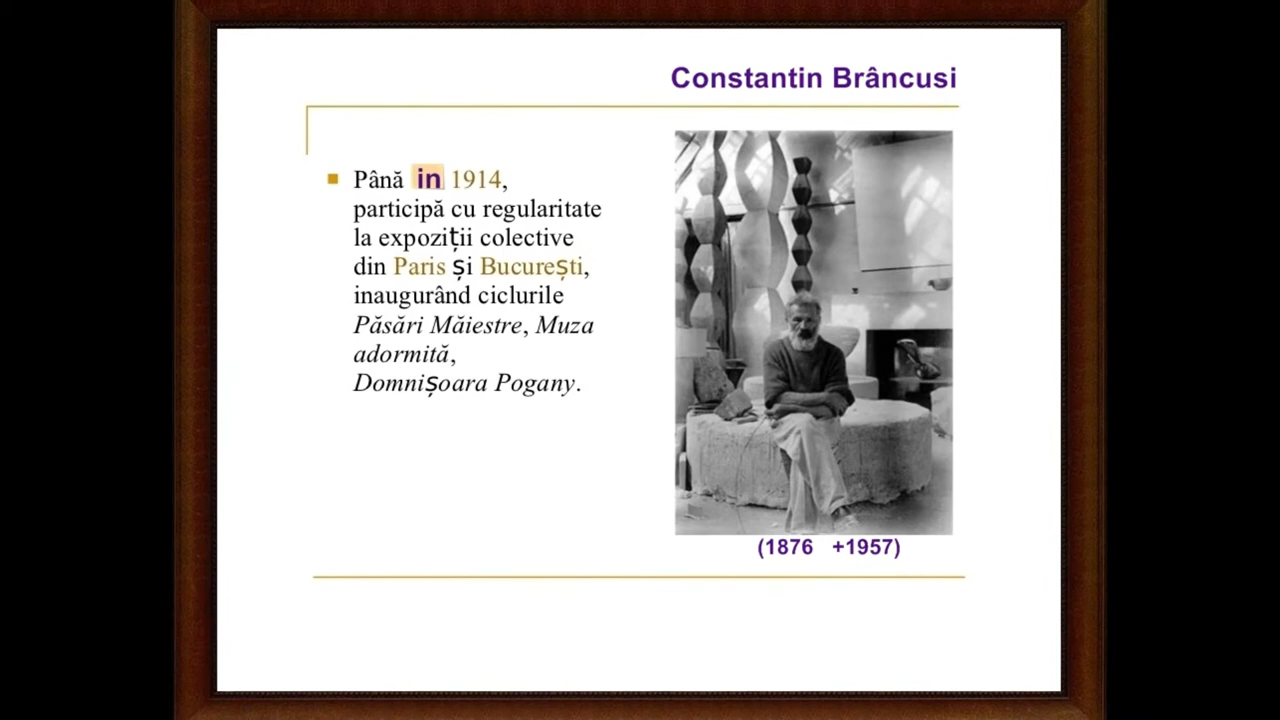 Constantin Brâncusi
Până in 1914,
participă cu regularitate
la expoziții colective
din Paris și București,
inaugurând ciclurile
Păsări Măiestre, Muza
adormită,
Domnișoara Pogany.
(1876 +1957)